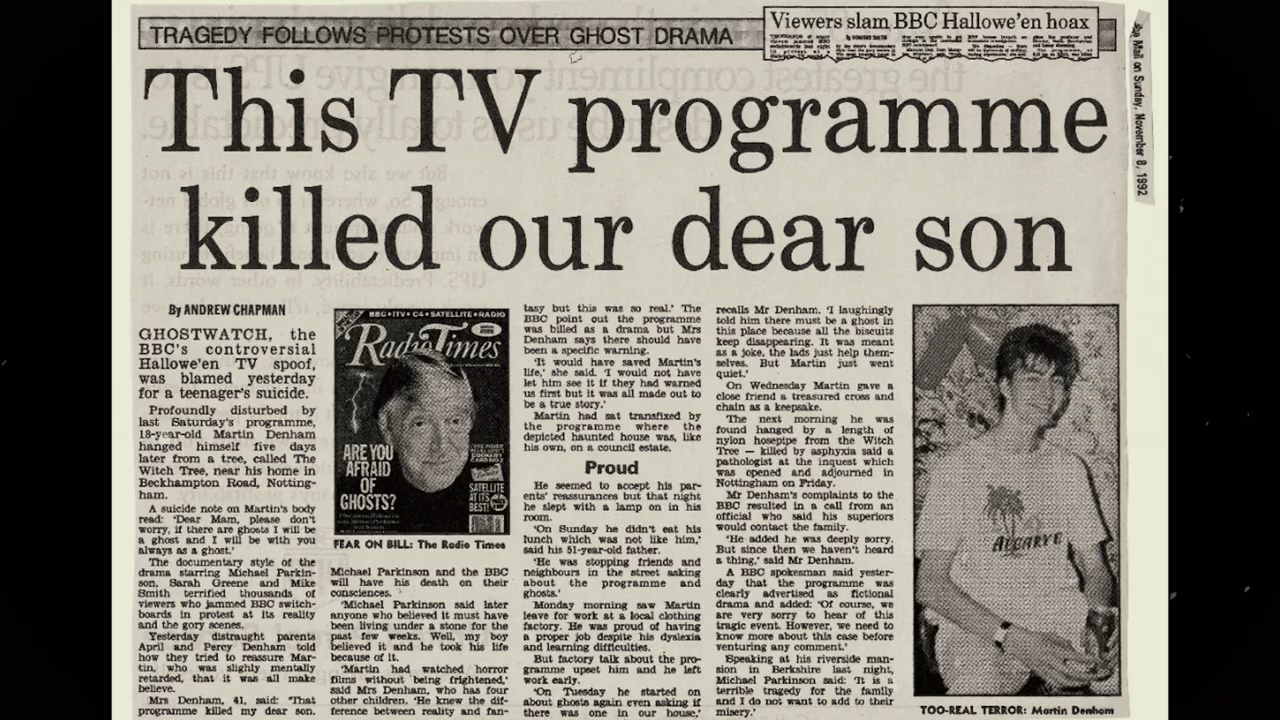 TRAGEDY FOLLOWS PROTESTS OVER GHOST DRAMA
Viewers slam BBC Hallowe'en hoax
Mail on Sunday, November 8, 1992
This TV programme
killed our dear son
By ANDREW CHAPMAN
GHOSTWATCH, the
BBC's controversial
Hallowe'en TV spoof,
was blamed yesterday
for a teenager's suicide.
Profoundly disturbed by
last Saturday's programme,
18-year-old Martin Denham
hanged himself five days
later from a tree, called The
Witch Tree, near his home in
Beckhampton Road, Notting-
ham.
A suicide note on Martin's body
read: 'Dear Mam, please don't
worry, if there are ghosts I will be
a ghost and I will be with you
always as a ghost.'
The documentary style of the
drama starring Michael Parkin-
son, Sarah Greene and Mike
Smith terrified thousands of
viewers who jammed BBC switch-
boards in protest at its reality
and the gory scenes.
Yesterday distraught parents
April and Percy Denham told
how they tried to reassure Mar-
tin, who was slighly mentally
retarded, that it was all make
believe.
Mrs Denham, 41, said: 'That
programme killed my dear son.
BBC • ITV • C4 • SATELLITE • RADIO
Radio Times
ARE YOU
AFRAID
OF
GHOSTS?
SATELLITE
AT ITS
BEST!
FEAR ON BILL: The Radio Times
Michael Parkinson and the BBC
will have his death on their
consciences.
'Michael Parkinson said later
anyone who believed it must have
been living under a stone for the
past few weeks. Well, my boy
believed it and he took his life
because of it.
'Martin had watched horror
films without being frightened,'
said Mrs Denham, who has four
other children. 'He knew the dif-
ference between reality and fan-
tasy but this was so real.' The
BBC point out the programme
was billed as a drama but Mrs
Denham says there should have
been a specific warning.
'It would have saved Martin's
life,' she said. 'I would not have
let him see it if they had warned
us first but it was all made out to
be a true story.'
Martin had sat transfixed by
the programme where the
depicted haunted house was, like
his own, on a council estate.
Proud
He seemed to accept his par-
ents' reassurances but that night
he slept with a lamp on in his
room.
'On Sunday he didn't eat his
lunch which was not like him,'
said his 51-year-old father.
'He was stopping friends and
neighbours in the street asking
about the programme and
ghosts.'
Monday morning saw Martin
leave for work at a local clothing
factory. He was proud of having
a proper job despite his dyslexia
and learning difficulties.
But factory talk about the pro-
gramme upset him and he left
work early.
'On Tuesday he started on
about ghosts again even asking if
there was one in our house,'
recalls Mr Denham. 'I laughingly
told him there must be a ghost in
this place because all the biscuits
keep disappearing. It was meant
as a joke, the lads just help them-
selves. But Martin just went
quiet.'
On Wednesday Martin gave a
close friend a treasured cross and
chain as a keepsake.
The next morning he was
found hanged by a length of
nylon hosepipe from the Witch
Tree — killed by asphyxia said a
pathologist at the inquest which
was opened and adjourned in
Nottingham on Friday.
Mr Denham's complaints to the
BBC resulted in a call from an
official who said his superiors
would contact the family.
'He added he was deeply sorry.
But since then we haven't heard
a thing,' said Mr Denham.
A BBC spokesman said yester-
day that the programme was
clearly advertised as fictional
drama and added: 'Of course, we
are very sorry to hear of this
tragic event. However, we need to
know more about this case before
venturing any comment.'
Speaking at his riverside man-
sion in Berkshire last night,
Michael Parkinson said: 'It is a
terrible tragedy for the family
and I do not want to add to their
misery.'
ALGARVE
TOO-REAL TERROR: Martin Denham